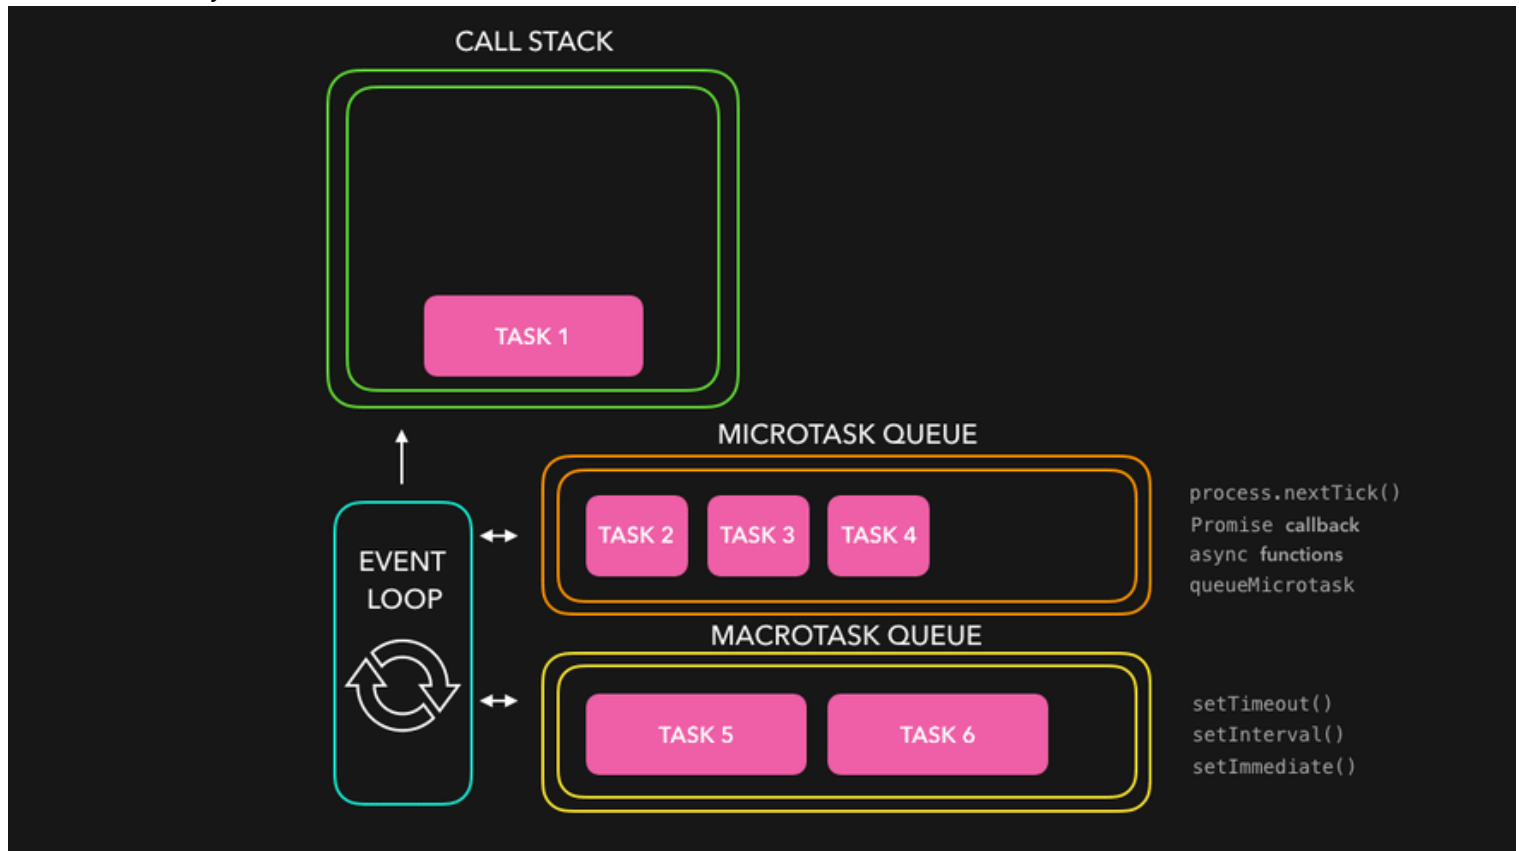 CALL STACK
TASK 1
MICROTASK QUEUE
TASK 2 TASK 3 TASK 4
process.nextTick()
Promise callback
async functions
queueMicrotask
EVENT
LOOP
MACROTASK QUEUE
TASK 5 TASK 6
setTimeout()
setInterval()
setImmediate()